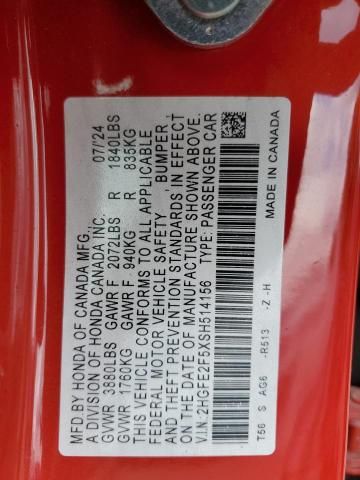 MFD BY HONDA OF CANADA MFG.,
A DIVISION OF HONDA CANADA INC. 07/'24
GVWR 3880LBS GAWR F 2072LBS R 1840LBS
GVWR 1760KG GAWR F 940KG R 835KG
THIS VEHICLE CONFORMS TO ALL APPLICABLE
FEDERAL MOTOR VEHICLE SAFETY , BUMPER ,
AND THEFT PREVENTION STANDARDS IN EFFECT
ON THE DATE OF MANUFACTURE SHOWN ABOVE.
V.I.N: 2HGFE2F5XSH514156 TYPE: PASSENGER CAR
T56 S AG6 -R513 -Z -H
MADE IN CANADA